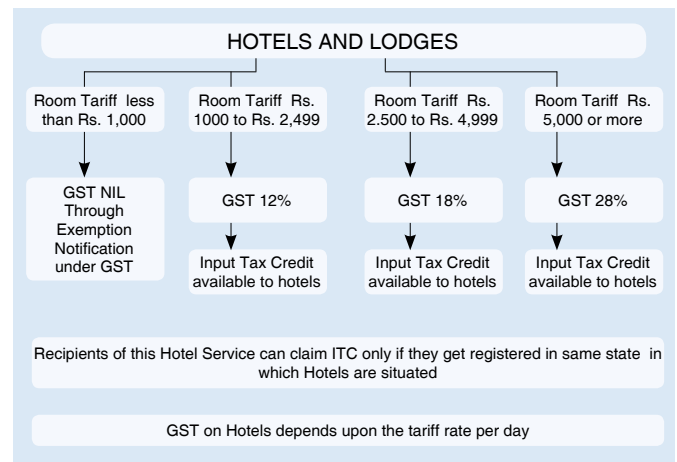 HOTELS AND LODGES
Room Tariff less
than Rs. 1,000
Room Tariff Rs.
1000 to Rs. 2,499
Room Tariff Rs.
2.500 to Rs. 4,999
Room Tariff Rs.
5,000 or more
GST NIL
Through
Exemption
Notification
under GST
GST 12%
GST 18%
GST 28%
Input Tax Credit
available to hotels
Input Tax Credit
available to hotels
Input Tax Credit
available to hotels
Recipients of this Hotel Service can claim ITC only if they get registered in same state in
which Hotels are situated
GST on Hotels depends upon the tariff rate per day